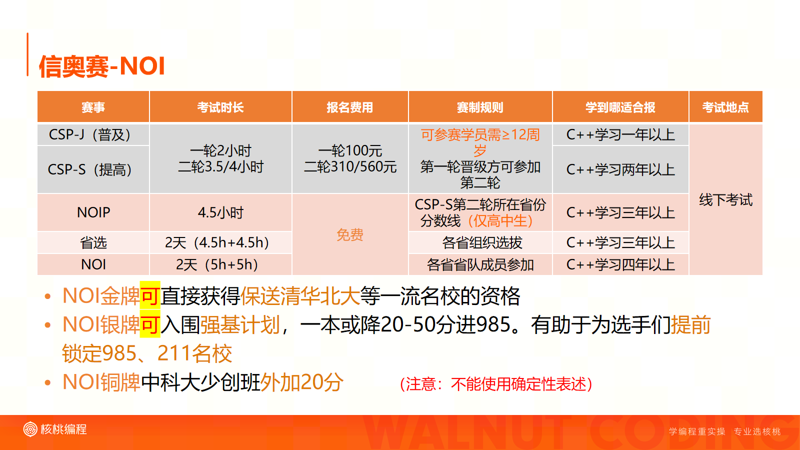 信奥赛-NOI
赛事 考试时长 报名费用 赛制规则 学到哪适合报 考试地点
CSP-J（普及）
CSP-S（提高）
一轮2小时
二轮3.5/4小时
一轮100元
二轮310/560元
可参赛学员需≥12周
岁
第一轮晋级方可参加
第二轮
C++学习一年以上
C++学习两年以上
线下考试
NOIP 4.5小时
免费
CSP-S第二轮所在省份
分数线（仅高中生）
C++学习三年以上
省选 2天（4.5h+4.5h） 各省组织选拔 C++学习三年以上
NOI 2天（5h+5h） 各省省队成员参加 C++学习四年以上
• NOI金牌可直接获得保送清华北大等一流名校的资格
• NOI银牌可入围强基计划，一本或降20-50分进985。有助于为选手们提前
锁定985、211名校
• NOI铜牌中科大少创班外加20分 （注意：不能使用确定性表述）
核桃编程
WALNUT CODING
学编程重实操 专业选核桃